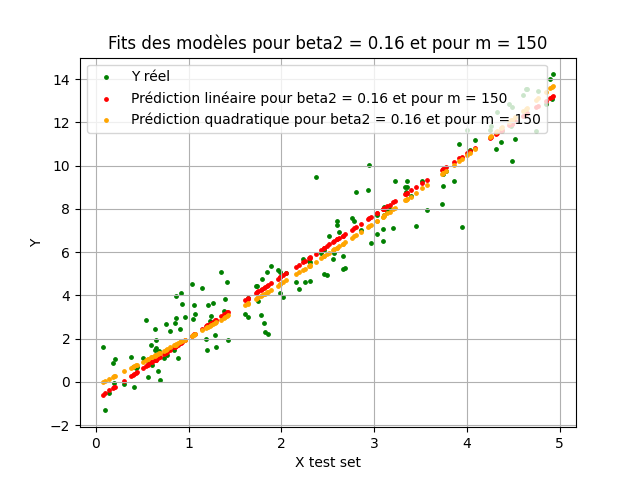 Fits des modèles pour beta2 = 0.16 et pour m = 150
Y réel
Prédiction linéaire pour beta2 = 0.16 et pour m = 150
Prédiction quadratique pour beta2 = 0.16 et pour m = 150
14
12
10
8
6
4
2
0
−2
Y
0 1 2 3 4 5
X test set